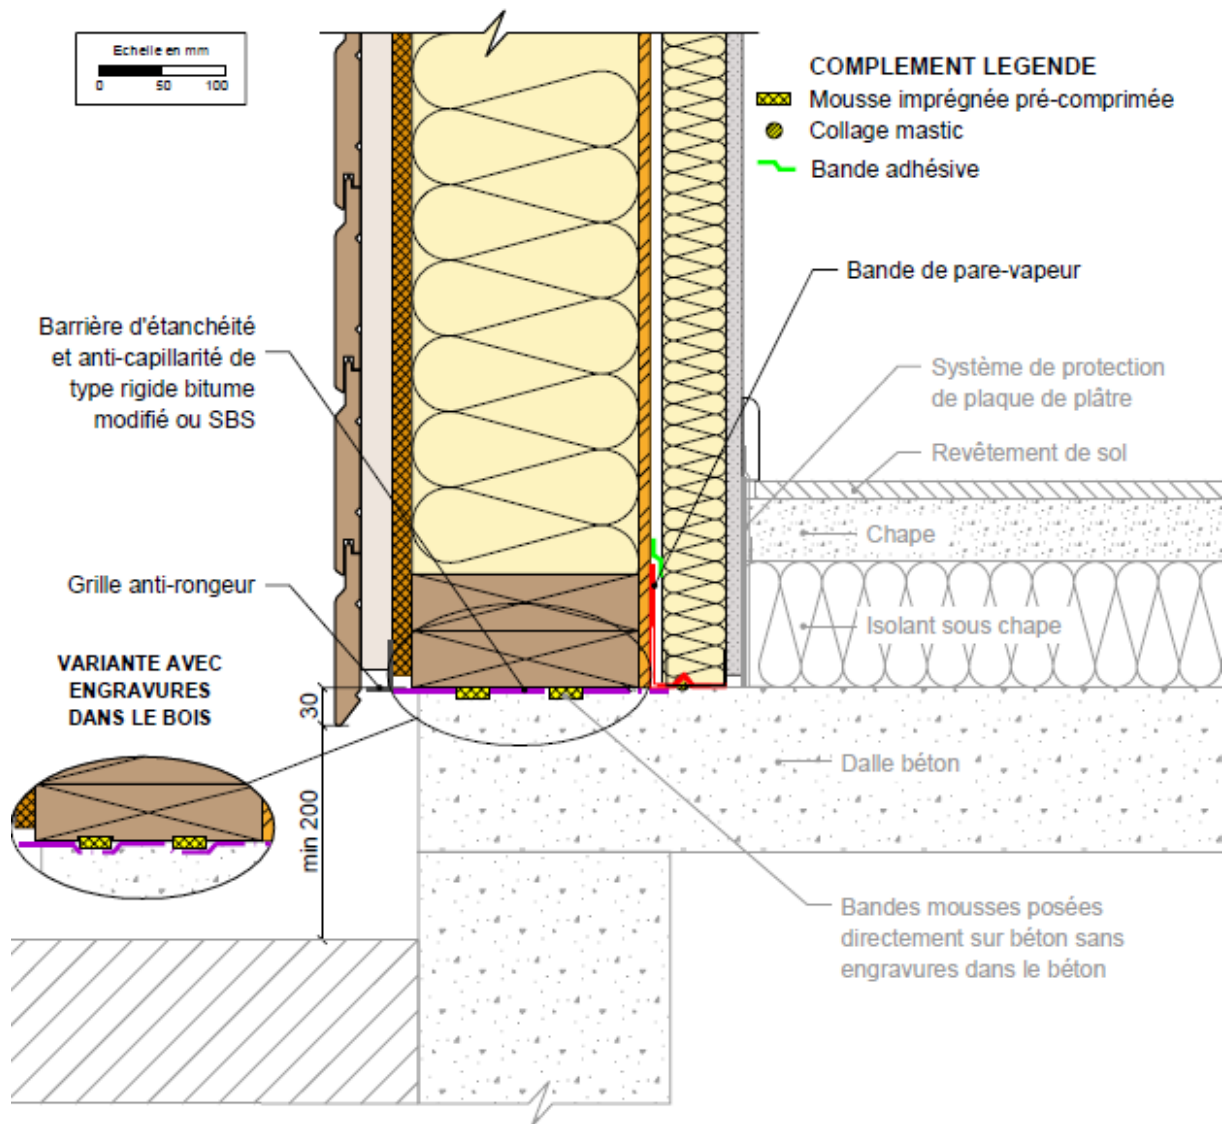 Echelle en mm
0 50 100
COMPLEMENT LEGENDE
Mousse imprégnée pré-comprimée
Collage mastic
Bande adhésive
Bande de pare-vapeur
Barrière d'étanchéité
et anti-capillarité de
type rigide bitume
modifié ou SBS
Système de protection
de plaque de plâtre
Revêtement de sol
Chape
Grille anti-rongeur
Isolant sous chape
VARIANTE AVEC
ENGRAVURES
DANS LE BOIS
30
Dalle béton
min 200
Bandes mousses posées
directement sur béton sans
engravures dans le béton